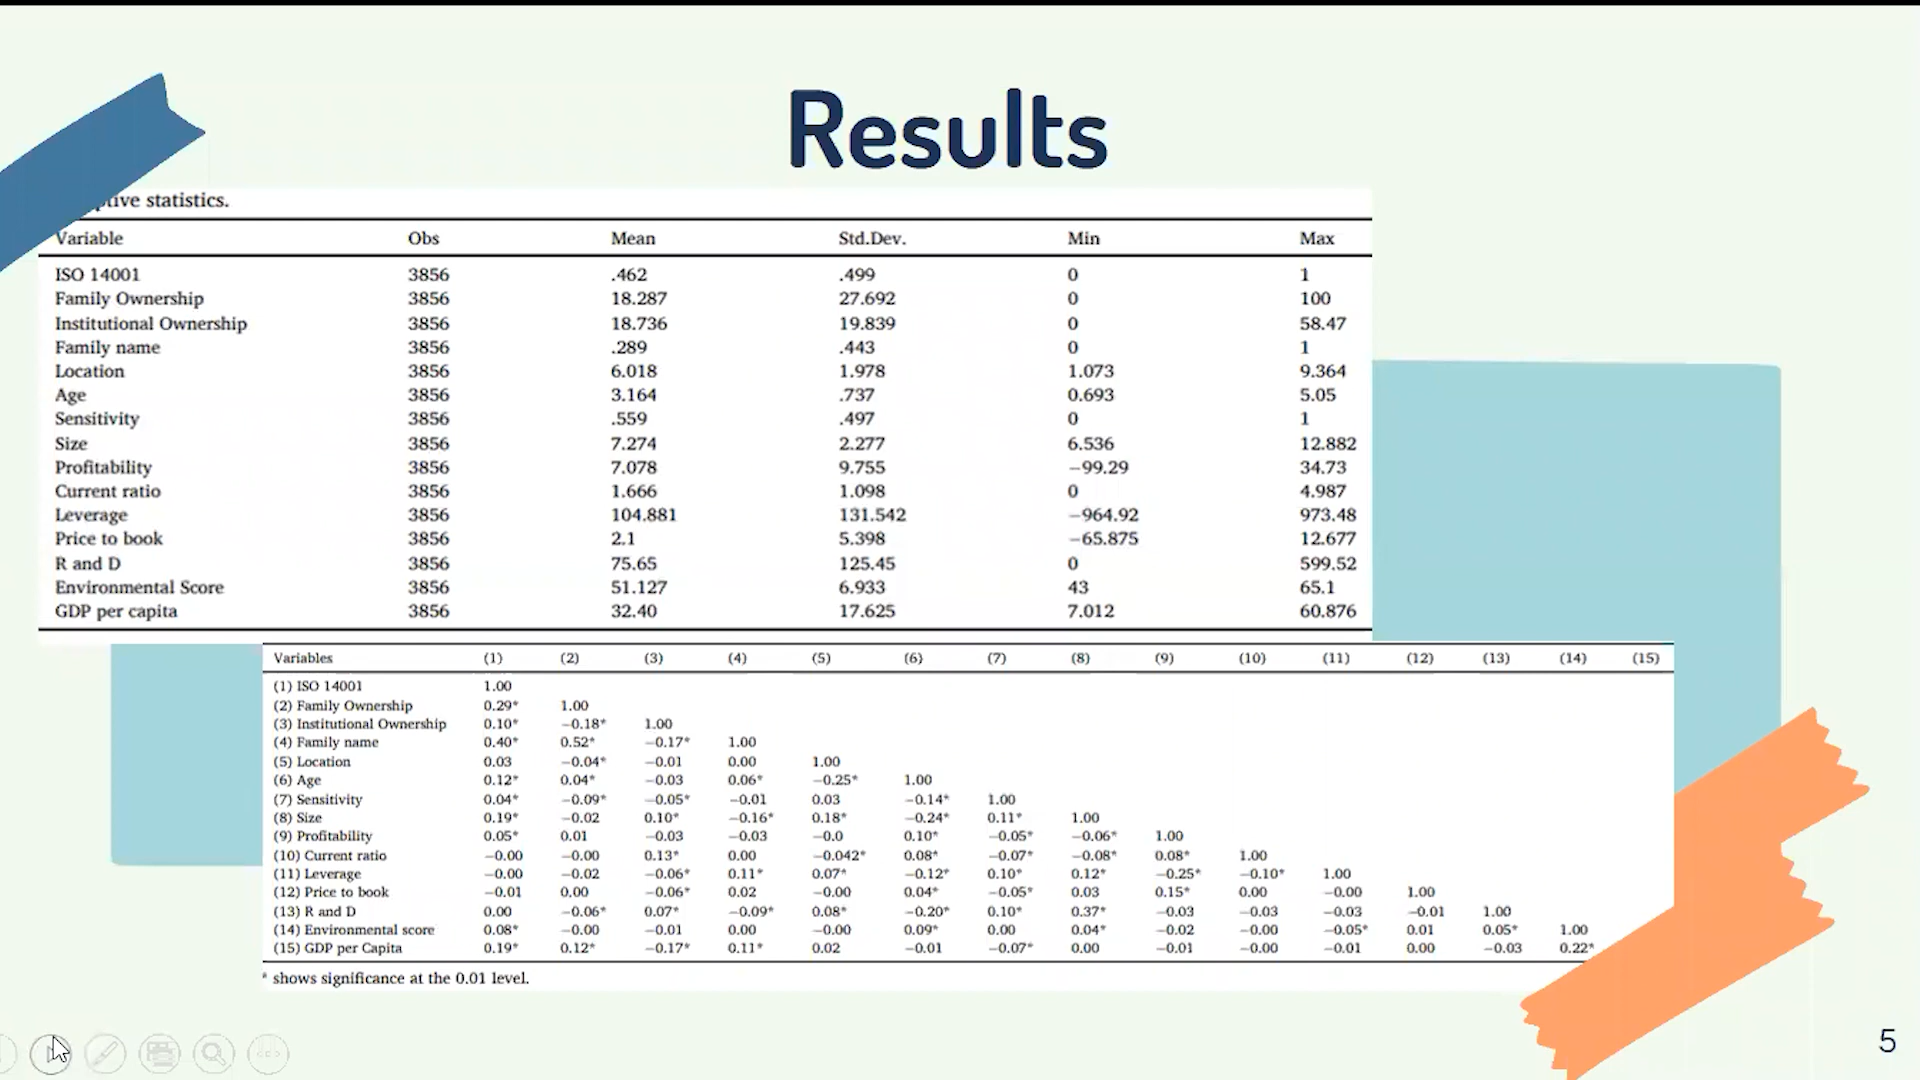 Results
statistics.
Variable Obs Mean Std.Dev. Min Max
ISO 14001 3856 .462 .499 0 1
Family Ownership 3856 18.287 27.692 0 100
Institutional Ownership 3856 18.736 19.839 0 58.47
Family name 3856 .289 .443 0 1
Location 3856 6.018 1.978 1.073 9.364
Age 3856 3.164 .737 0.693 5.05
Sensitivity 3856 .559 .497 0 1
Size 3856 7.274 2.277 6.536 12.882
Profitability 3856 7.078 9.755 −99.29 34.73
Current ratio 3856 1.666 1.098 0 4.987
Leverage 3856 104.881 131.542 −964.92 973.48
Price to book 3856 2.1 5.398 −65.875 12.677
R and D 3856 75.65 125.45 0 599.52
Environmental Score 3856 51.127 6.933 43 65.1
GDP per capita 3856 32.40 17.625 7.012 60.876
Variables (1) (2) (3) (4) (5) (6) (7) (8) (9) (10) (11) (12) (13) (14) (15)
(1) ISO 14001 1.00
(2) Family Ownership 0.29* 1.00
(3) Institutional Ownership 0.10* −0.18* 1.00
(4) Family name 0.40* 0.52* −0.17* 1.00
(5) Location 0.03 −0.04* −0.01 0.00 1.00
(6) Age 0.12* 0.04* −0.03 0.06* −0.25* 1.00
(7) Sensitivity 0.04* −0.09* −0.05* −0.01 0.03 −0.14* 1.00
(8) Size 0.19* −0.02 0.10* −0.16* 0.18* −0.24* 0.11* 1.00
(9) Profitability 0.05* 0.01 −0.03 −0.03 −0.0 0.10* −0.05* −0.06* 1.00
(10) Current ratio −0.00 −0.00 0.13* 0.00 −0.042* 0.08* −0.07* −0.08* 0.08* 1.00
(11) Leverage −0.00 −0.02 −0.06* 0.11* 0.07* −0.12* 0.10* 0.12* −0.25* −0.10* 1.00
(12) Price to book −0.01 0.00 −0.06* 0.02 −0.00 0.04* −0.05* 0.03 0.15* 0.00 −0.00 1.00
(13) R and D 0.00 −0.06* 0.07* −0.09* 0.08* −0.20* 0.10* 0.37* −0.03 −0.03 −0.03 −0.01 1.00
(14) Environmental score 0.08* −0.00 −0.01 0.00 −0.00 0.09* 0.00 0.04* −0.02 −0.00 −0.05* 0.01 0.05* 1.00
(15) GDP per Capita 0.19* 0.12* −0.17* 0.11* 0.02 −0.01 −0.07* 0.00 −0.01 −0.00 −0.01 0.00 −0.03 0.22*
* shows significance at the 0.01 level.
5